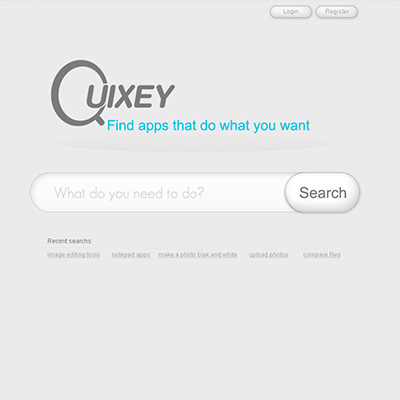 Login Register
QUIXEY
Find apps that do what you want
What do you need to do? Search
Recent searchs
image editing tools notepad apps make a photo blak and white upload photos compare files